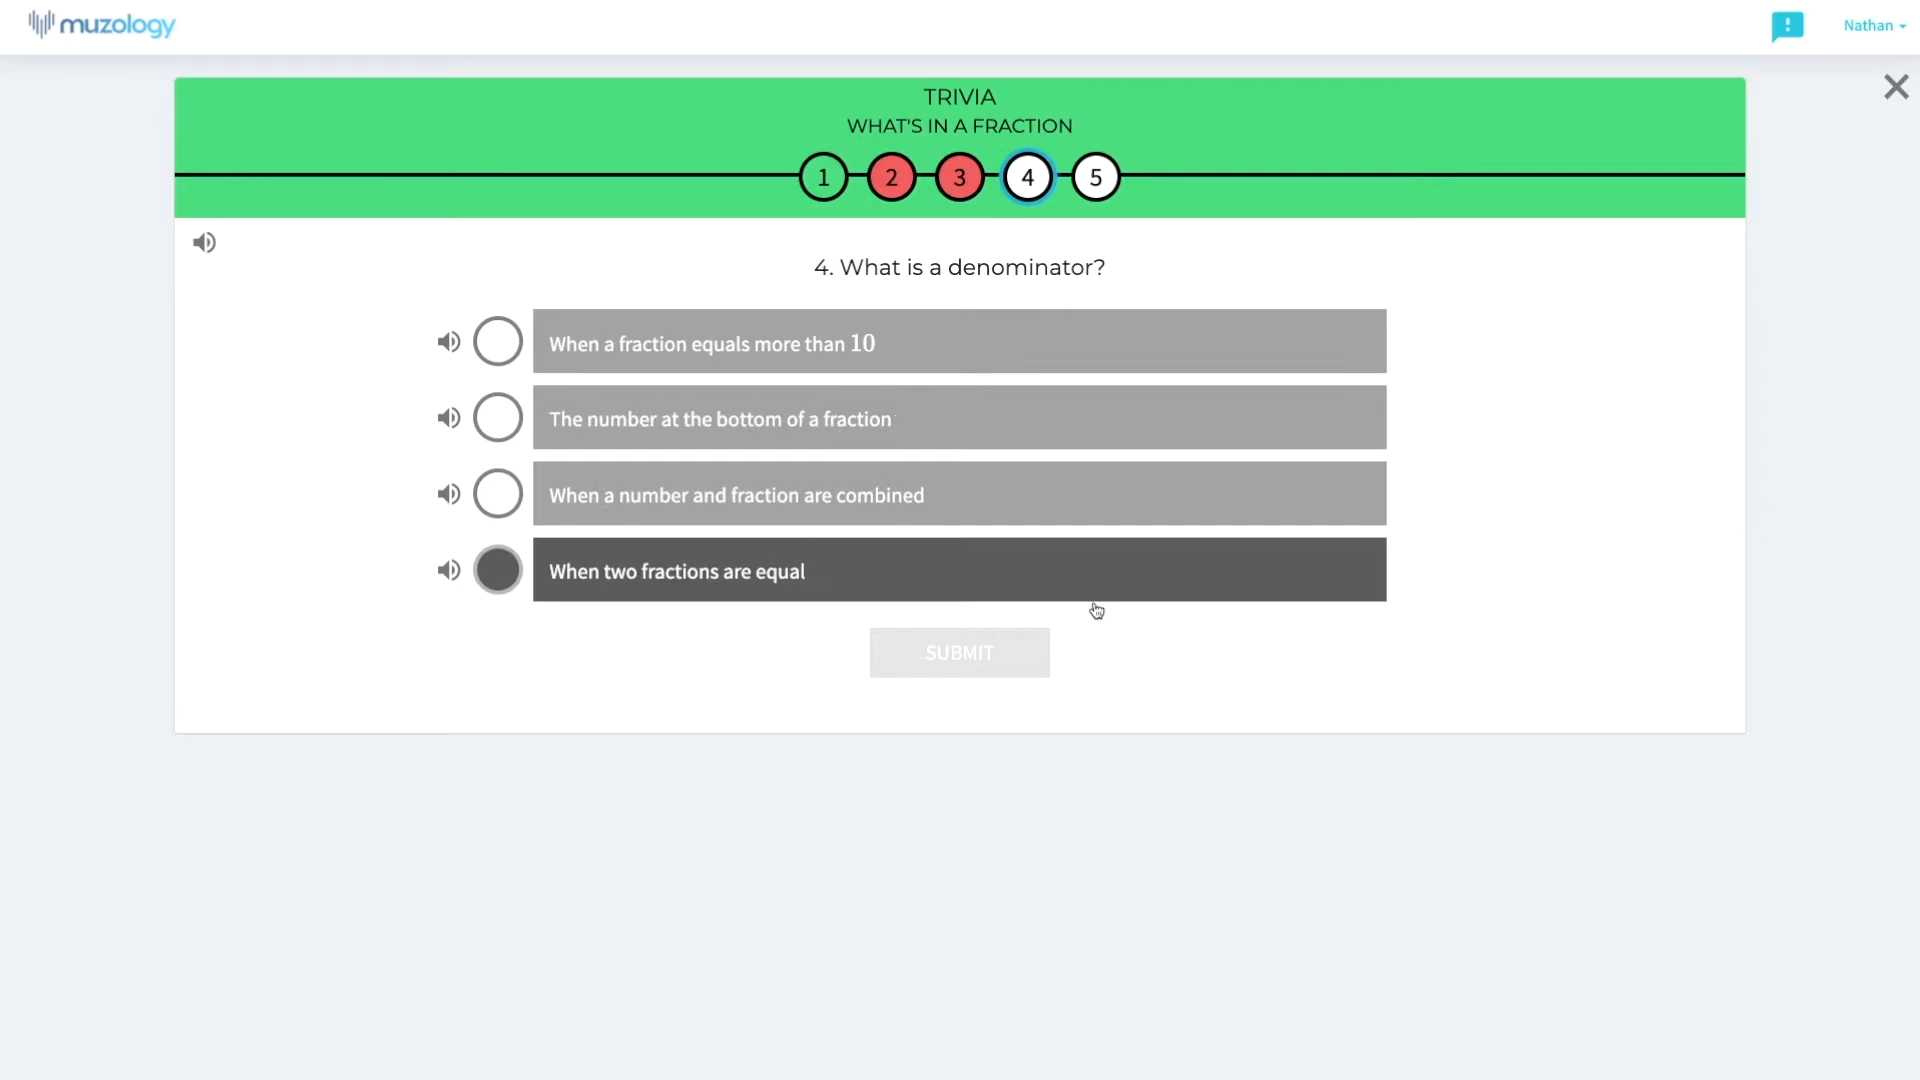 muzology
!
Nathan
TRIVIA
WHAT'S IN A FRACTION
1 2 3 4 5
4. What is a denominator?
When a fraction equals more than 10
The number at the bottom of a fraction
When a number and fraction are combined
When two fractions are equal
SUBMIT